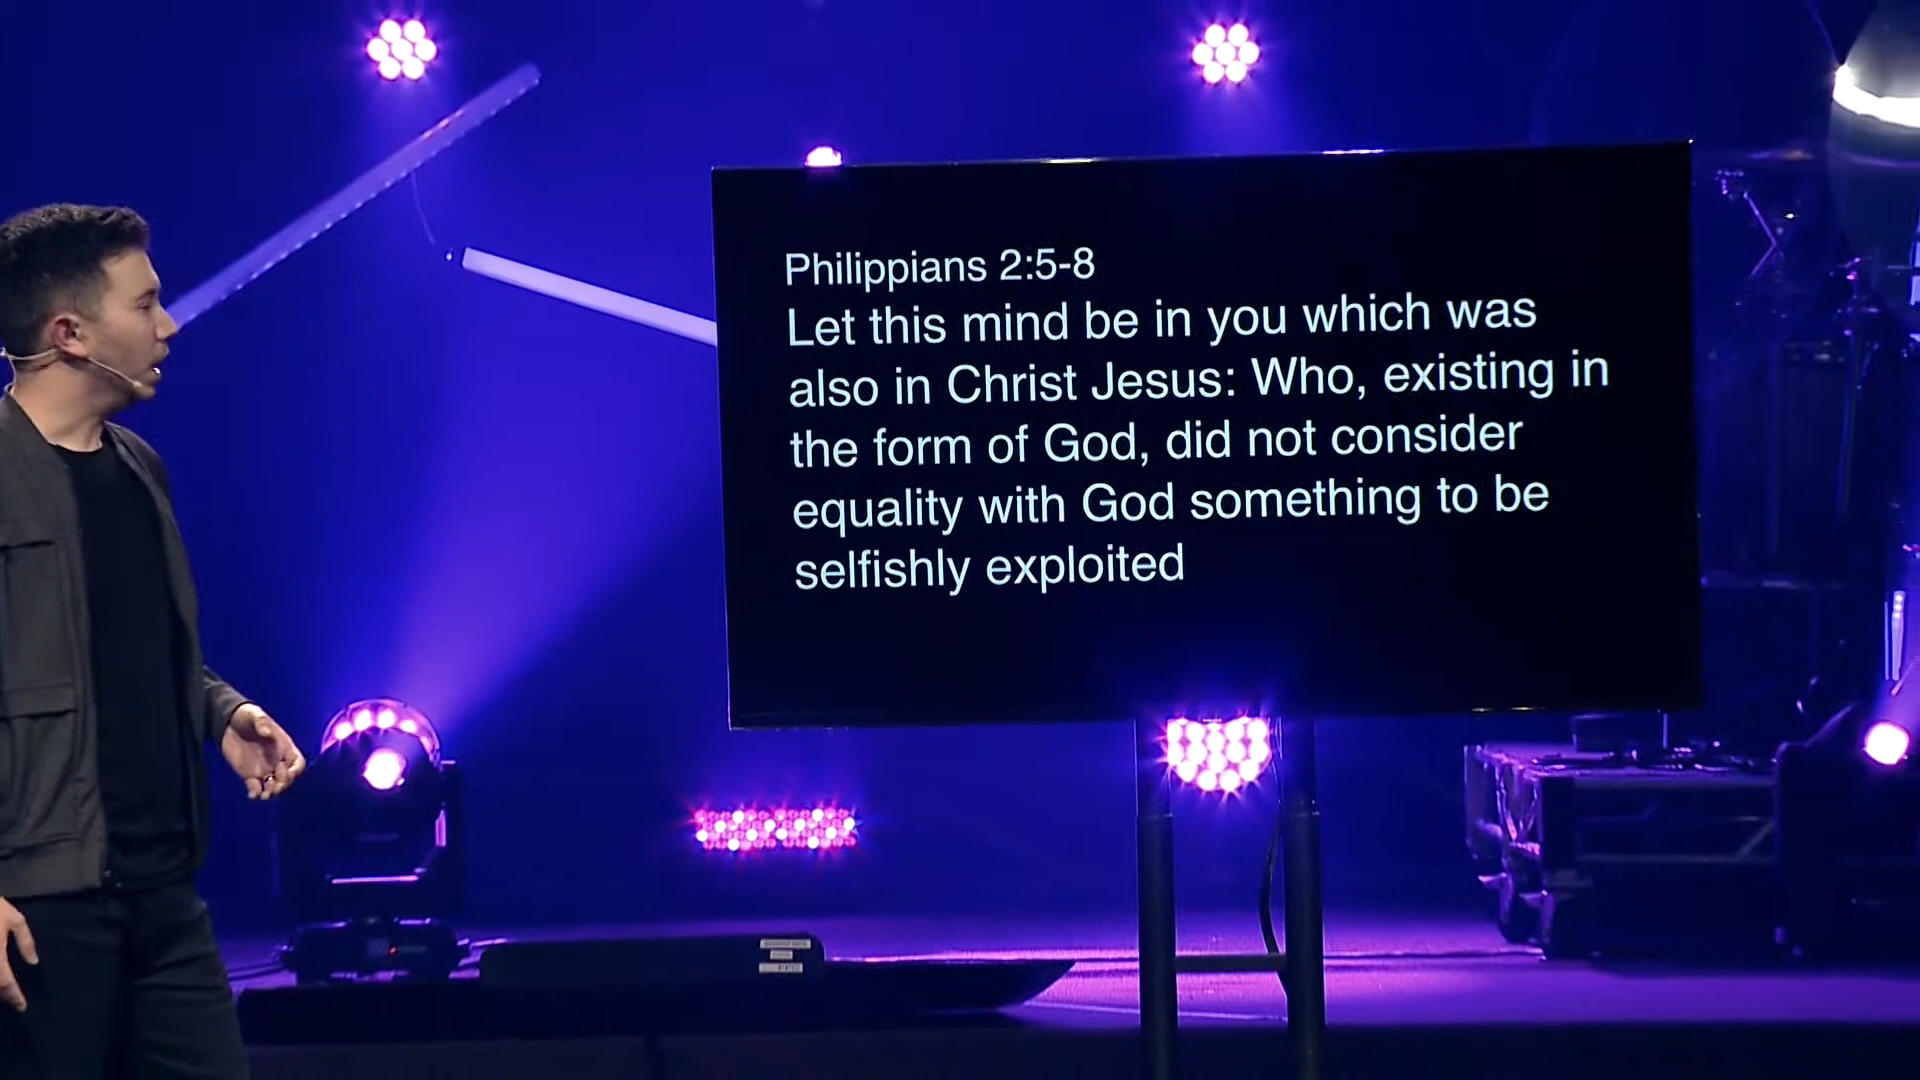 Philippians 2:5-8
Let this mind be in you which was
also in Christ Jesus: Who, existing in
the form of God, did not consider
equality with God something to be
selfishly exploited